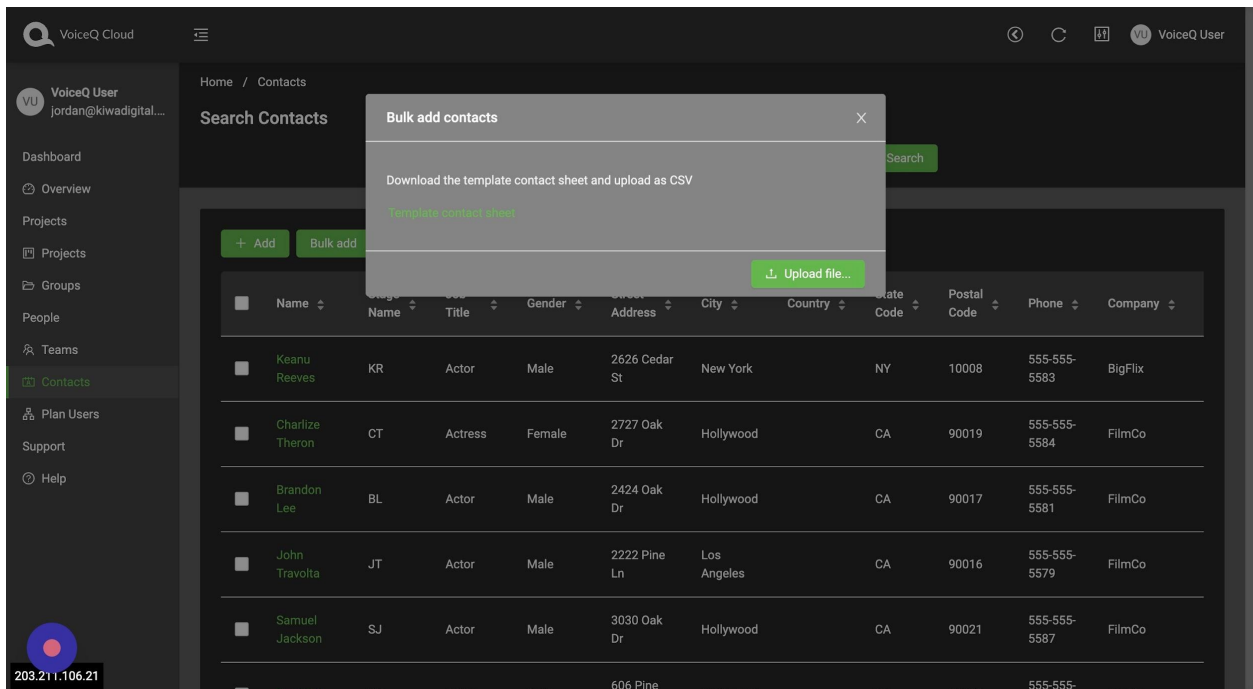 VoiceQ Cloud
VU VoiceQ User
VU
VoiceQ User
jordan@kiwadigital....
Dashboard
Overview
Projects
Projects
Groups
People
Teams
Contacts
Plan Users
Support
Help
203.211.106.21
Home / Contacts
Search Contacts
Search
Bulk add contacts
Download the template contact sheet and upload as CSV
Template contact sheet
Upload file...
+ Add Bulk add
Name Name Title Gender Address City Country Code Postal Code Phone Company
Keanu Reeves KR Actor Male 2626 Cedar St New York NY 10008 555-555-5583 BigFlix
Charlize Theron CT Actress Female 2727 Oak Dr Hollywood CA 90019 555-555-5584 FilmCo
Brandon Lee BL Actor Male 2424 Oak Dr Hollywood CA 90017 555-555-5581 FilmCo
John Travolta JT Actor Male 2222 Pine Ln Los Angeles CA 90016 555-555-5579 FilmCo
Samuel Jackson SJ Actor Male 3030 Oak Dr Hollywood CA 90021 555-555-5587 FilmCo
606 Pine 555-555-